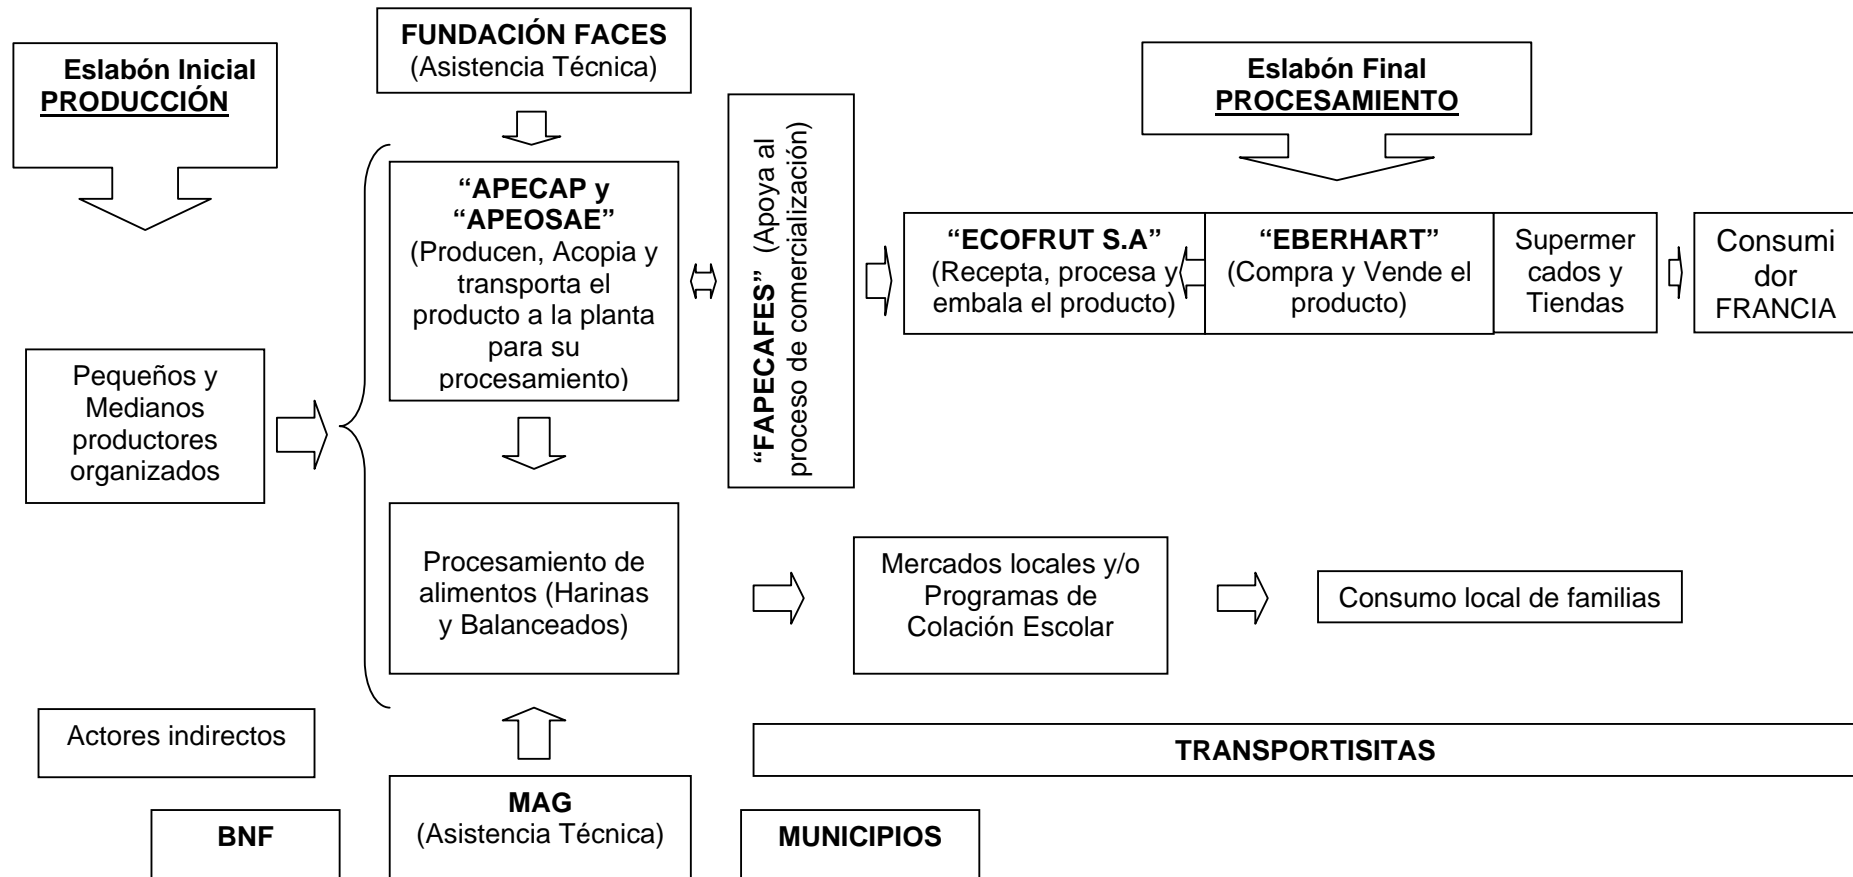 Eslabón Inicial
PRODUCCIÓN
FUNDACIÓN FACES
(Asistencia Técnica)
Eslabón Final
PROCESAMIENTO
“APECAP y
“APEOSAE”
(Producen, Acopia y
transporta el
producto a la planta
para su
procesamiento)
“FAPECAFES” (Apoya al
proceso de comercialización)
“ECOFRUT S.A”
(Recepta, procesa y
embala el producto)
“EBERHART”
(Compra y Vende el
producto)
Supermer
cados y
Tiendas
Consumi
dor
FRANCIA
Pequeños y
Medianos
productores
organizados
Procesamiento de
alimentos (Harinas
y Balanceados)
Mercados locales y/o
Programas de
Colación Escolar
Consumo local de familias
Actores indirectos
TRANSPORTISITAS
BNF
MAG
(Asistencia Técnica)
MUNICIPIOS